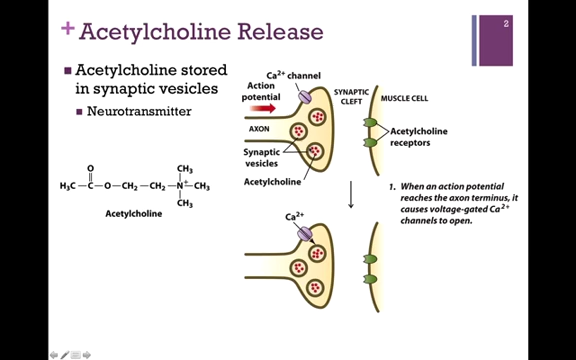 2
+ Acetylcholine Release
Acetylcholine stored
in synaptic vesicles
Neurotransmitter
O
CH3
H3C — C — O — CH2 — CH2 — N+ — CH3
CH3
Acetylcholine
Ca2+ channel
Action
potential
SYNAPTIC
CLEFT
MUSCLE CELL
AXON
Acetylcholine
receptors
Synaptic
vesicles
Acetylcholine
1. When an action potential
reaches the axon terminus, it
causes voltage-gated Ca2+
channels to open.
Ca2+